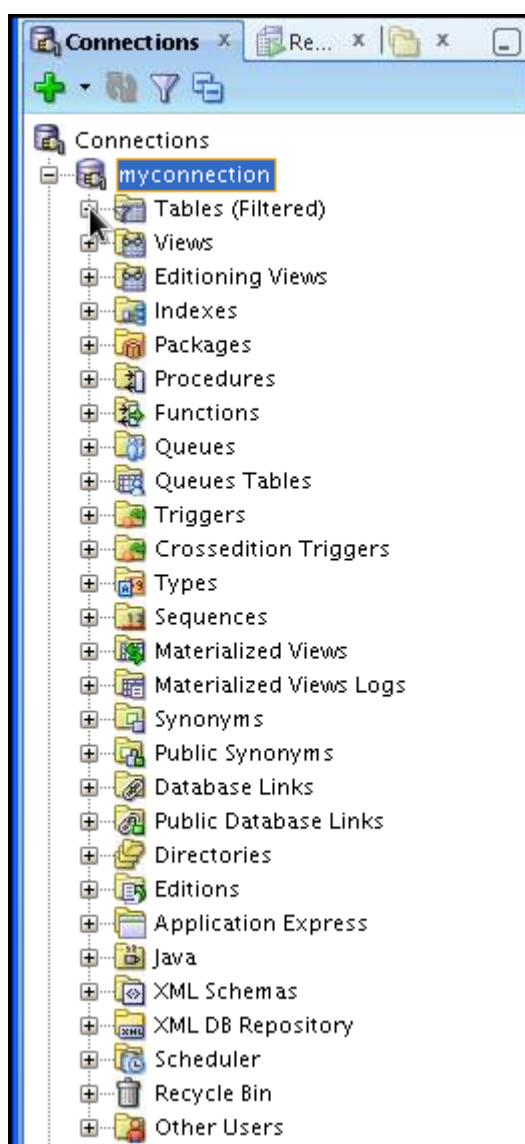 Connections
Re...
Connections
myconnection
Tables (Filtered)
Views
Editioning Views
Indexes
Packages
Procedures
Functions
Queues
Queues Tables
Triggers
Crossedition Triggers
Types
Sequences
Materialized Views
Materialized Views Logs
Synonyms
Public Synonyms
Database Links
Public Database Links
Directories
Editions
Application Express
Java
XML Schemas
XML DB Repository
Scheduler
Recycle Bin
Other Users